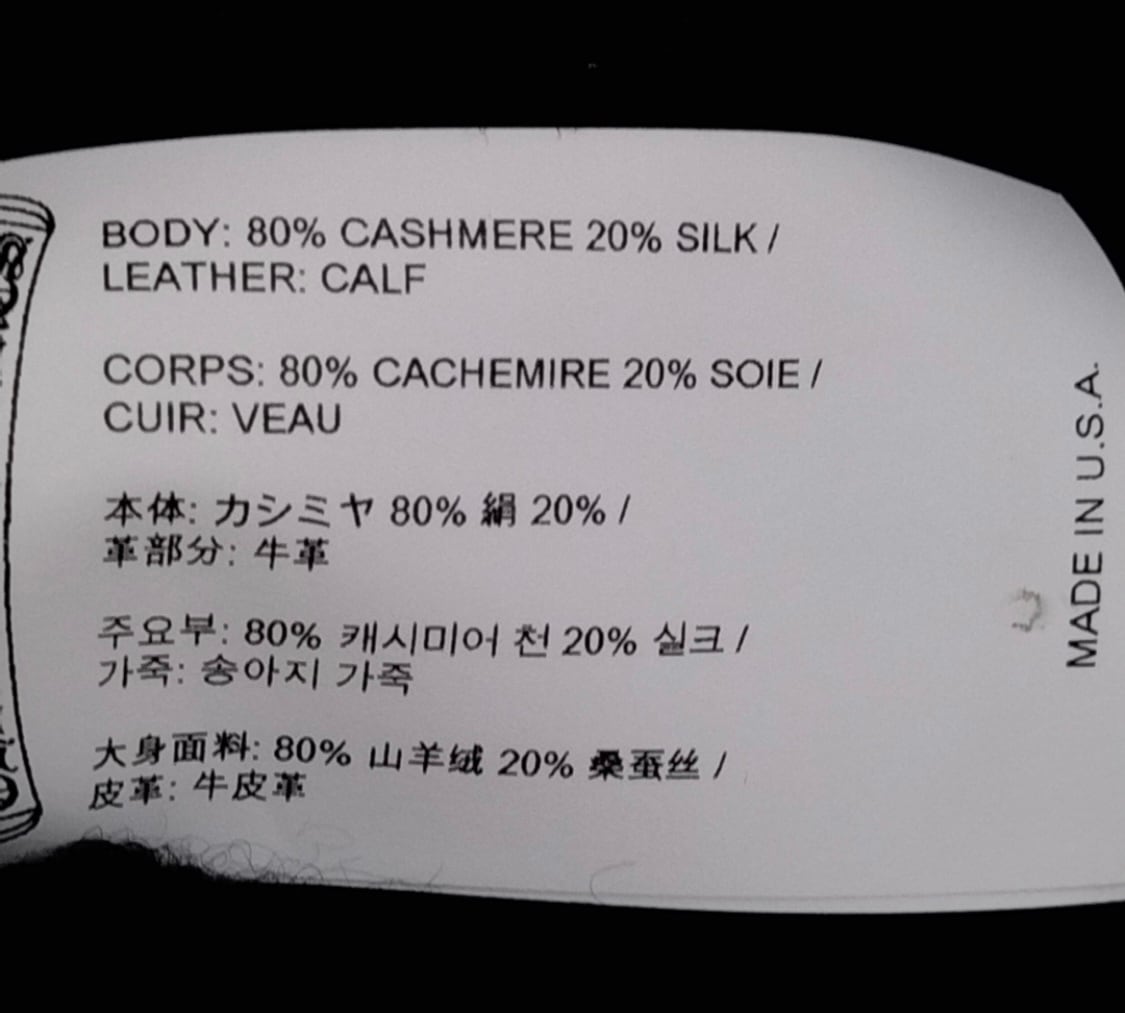 BODY: 80% CASHMERE 20% SILK /
LEATHER: CALF
CORPS: 80% CACHEMIRE 20% SOIE /
CUIR: VEAU
本体: カシミヤ 80% 絹 20% /
革部分: 牛革
주요부: 80% 캐시미어 천 20% 실크 /
가죽: 송아지 가죽
大身面料: 80% 山羊绒 20% 桑蚕丝 /
皮革: 牛皮革
MADE IN U.S.A.